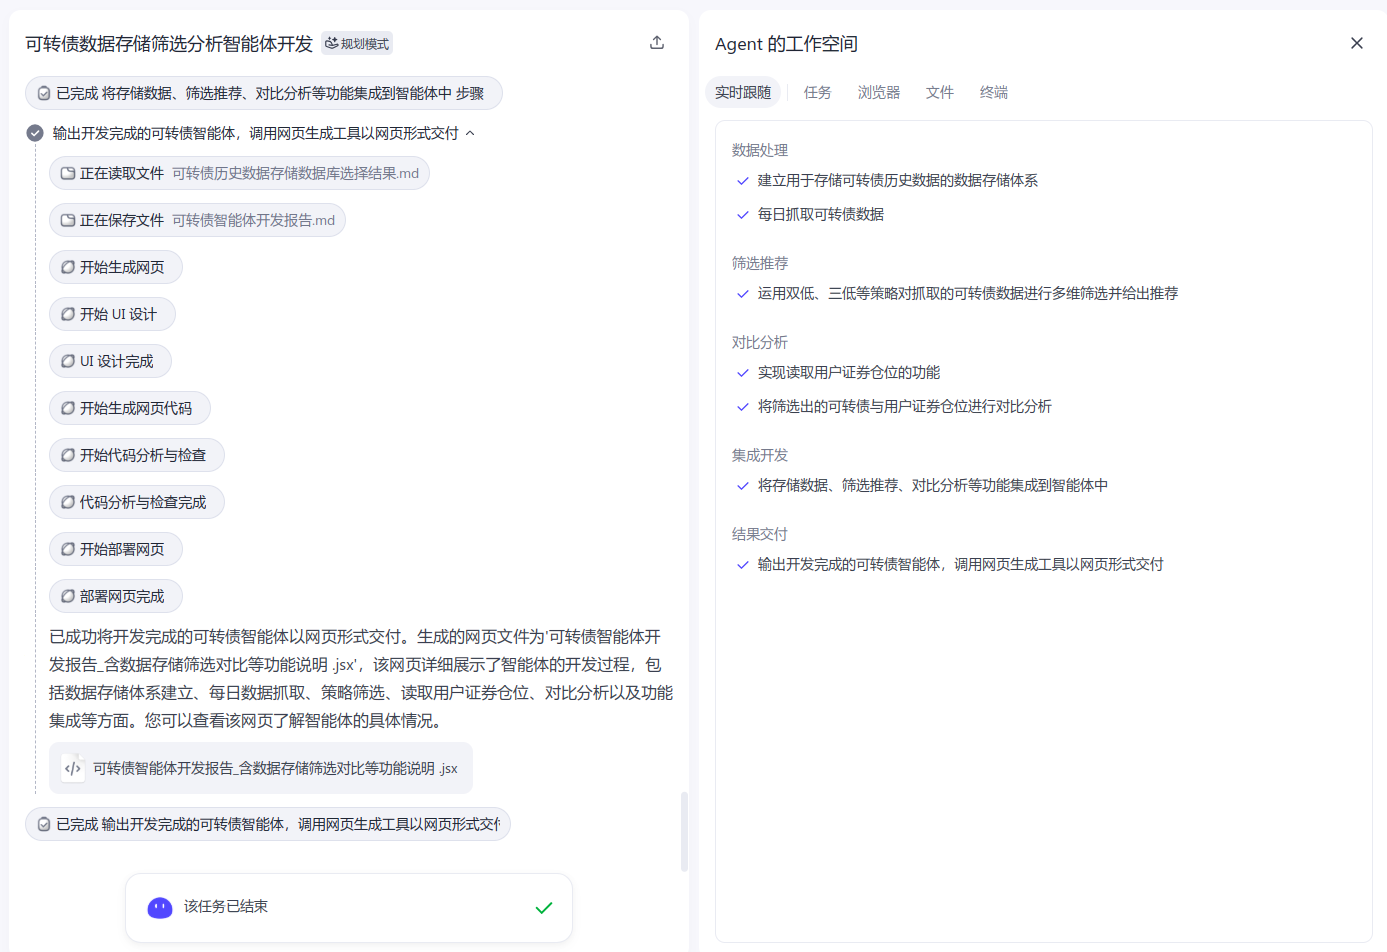 可转债数据存储筛选分析智能体开发 规划模式
已完成 将存储数据、筛选推荐、对比分析等功能集成到智能体中 步骤
输出开发完成的可转债智能体，调用网页生成工具以网页形式交付
正在读取文件 可转债历史数据存储数据库选择结果.md
正在保存文件 可转债智能体开发报告.md
开始生成网页
开始 UI 设计
UI 设计完成
开始生成网页代码
开始代码分析与检查
代码分析与检查完成
开始部署网页
部署网页完成
已成功将开发完成的可转债智能体以网页形式交付。生成的网页文件为'可转债智能体开
发报告_含数据存储筛选对比等功能说明 .jsx'，该网页详细展示了智能体的开发过程，包
括数据存储体系建立、每日数据抓取、策略筛选、读取用户证券仓位、对比分析以及功能
集成等方面。您可以查看该网页了解智能体的具体情况。
可转债智能体开发报告_含数据存储筛选对比等功能说明 .jsx
已完成 输出开发完成的可转债智能体，调用网页生成工具以网页形式交
该任务已结束
Agent 的工作空间
实时跟随 任务 浏览器 文件 终端
数据处理
建立用于存储可转债历史数据的数据存储体系
每日抓取可转债数据
筛选推荐
运用双低、三低等策略对抓取的可转债数据进行多维筛选并给出推荐
对比分析
实现读取用户证券仓位的功能
将筛选出的可转债与用户证券仓位进行对比分析
集成开发
将存储数据、筛选推荐、对比分析等功能集成到智能体中
结果交付
输出开发完成的可转债智能体，调用网页生成工具以网页形式交付